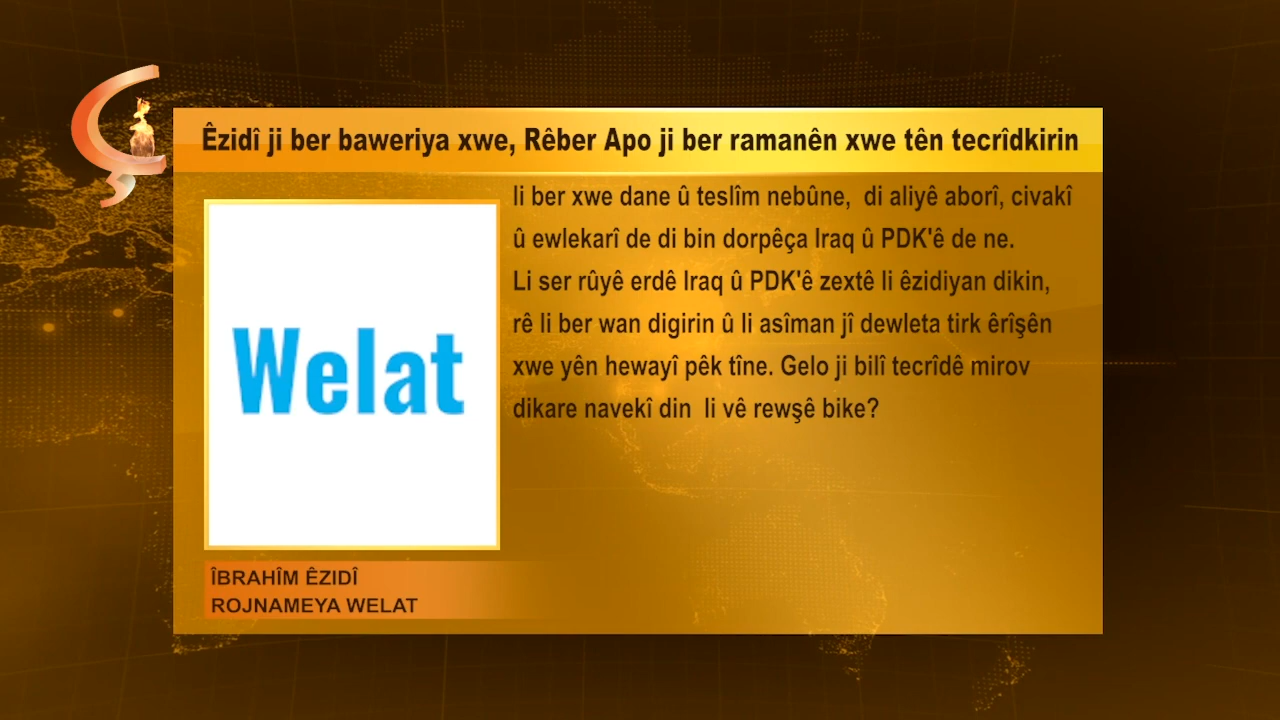 Êzidî ji ber baweriya xwe, Rêber Apo ji ber ramanên xwe tên tecrîdkirin
li ber xwe dane û teslîm nebûne,  di aliyê aborî, civakî
û ewlekarî de di bin dorpêça Iraq û PDK'ê de ne.
Li ser rûyê erdê Iraq û PDK'ê zextê li êzidiyan dikin,
rê li ber wan digirin û li asîman jî dewleta tirk êrîşên
xwe yên hewayî pêk tîne. Gelo ji bilî tecrîdê mirov
dikare navekî din  li vê rewşê bike?
Welat
ÎBRAHÎM ÊZIDÎ
ROJNAMEYA WELAT